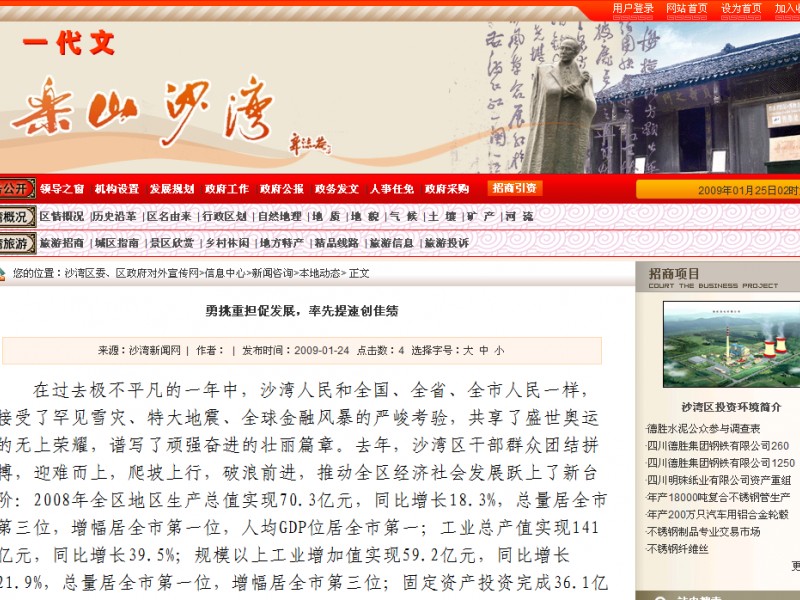 用户登录 网站首页 设为首页 加入收
一代文
乐山沙湾
公开 领导之窗 机构设置 发展规划 政府工作 政府公报 政务发文 人事任免 政府采购 招商引资
2009年01月25日02时
概况 区情概况 |历史沿革 |区名由来 |行政区划 |自然地理 |地 质 |地 貌 |气 候 |土 壤 |矿 产 |河 流
旅游 旅游招商 |城区指南 |景区欣赏 |乡村休闲 |地方特产 |精品线路 |旅游信息 |旅游投诉
您的位置：沙湾区委、区政府对外宣传网>信息中心>新闻咨询>本地动态> 正文
勇挑重担促发展，率先提速创佳绩
来源：沙湾新闻网 | 作者： | 发布时间：2009-01-24 点击数：4 选择字号：大 中 小
在过去极不平凡的一年中，沙湾人民和全国、全省、全市人民一样，
接受了罕见雪灾、特大地震、全球金融风暴的严峻考验，共享了盛世奥运
的无上荣耀，谱写了顽强奋进的壮丽篇章。去年，沙湾区干部群众团结拼
搏，迎难而上，爬坡上行，破浪前进，推动全区经济社会发展跃上了新台
阶：2008年全区地区生产总值实现70.3亿元，同比增长18.3%，总量居全市
第三位，增幅居全市第一位，人均GDP位居全市第一；工业总产值实现141
亿元，同比增长39.5%；规模以上工业增加值实现59.2亿元，同比增长
21.9%，总量居全市第一位，增幅居全市第三位；固定资产投资完成36.1亿
招商项目
COURT THE BUSINESS PROJECT
沙湾区投资环境简介
德胜水泥公众参与调查表
四川德胜集团钢铁有限公司260
四川德胜集团钢铁有限公司1250
四川明珠纸业有限公司资产重组
年产18000吨复合不锈钢管生产
年产200万只汽车用铝合金轮毂
不锈钢制品专业交易市场
不锈钢纤维丝
更